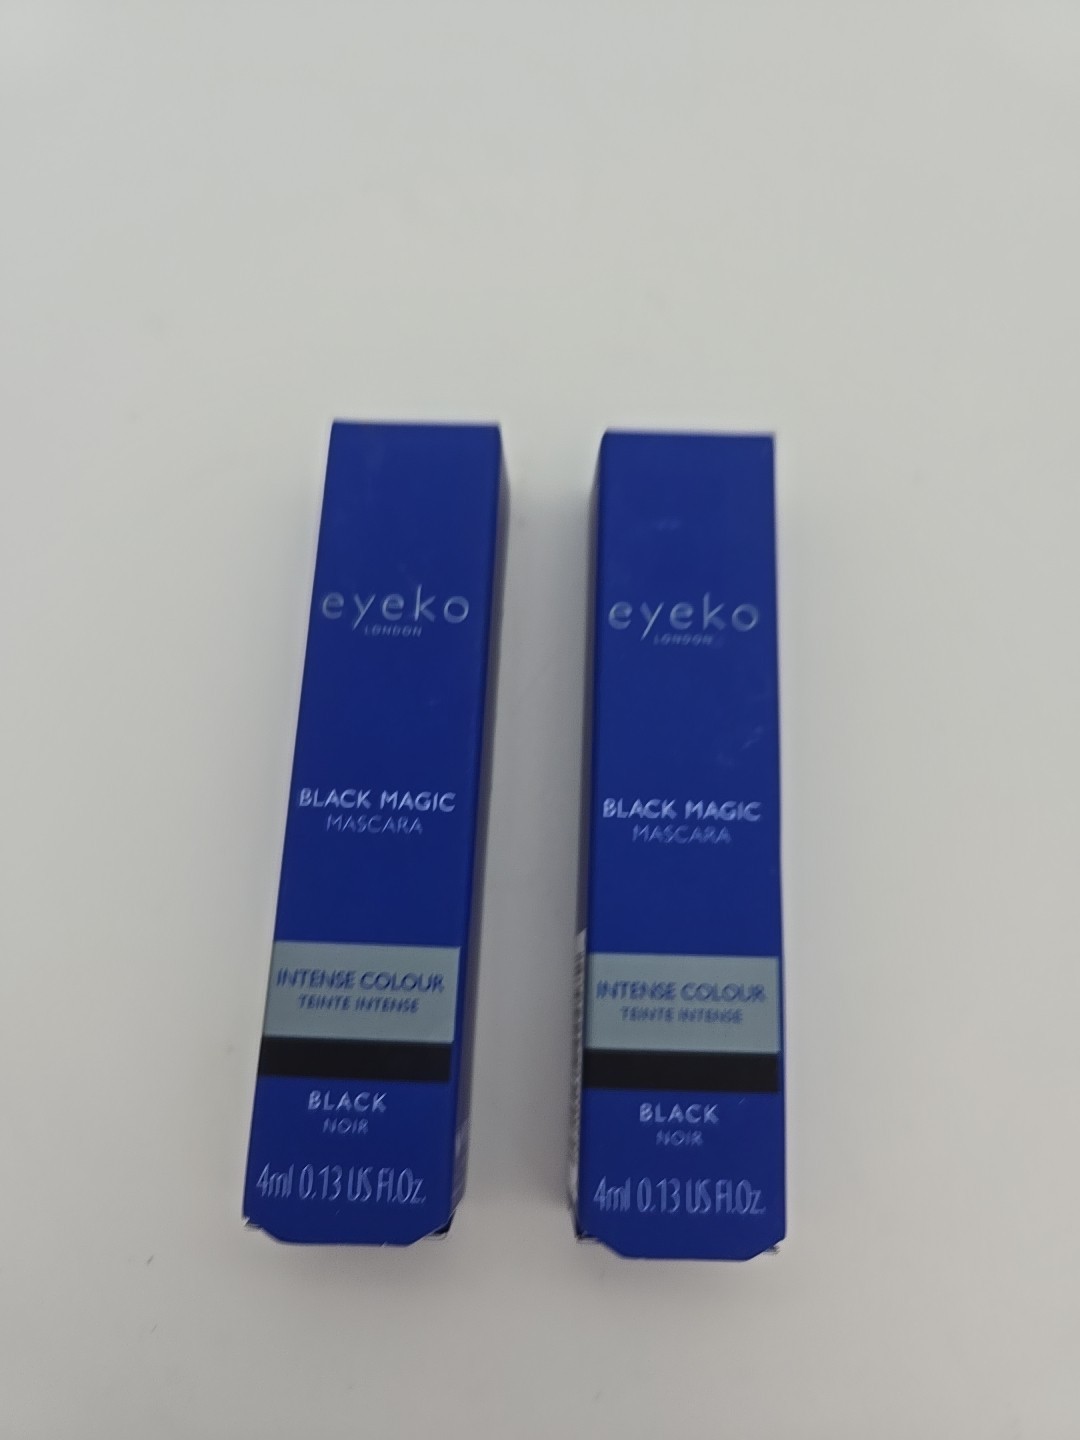 eyeko
LONDON
BLACK MAGIC
MASCARA
INTENSE COLOUR
TEINTE INTENSE
BLACK
NOIR
4ml 0.13 US Fl.Oz.
eyeko
LONDON
BLACK MAGIC
MASCARA
INTENSE COLOUR
TEINTE INTENSE
BLACK
NOIR
4ml 0.13 US Fl.Oz.